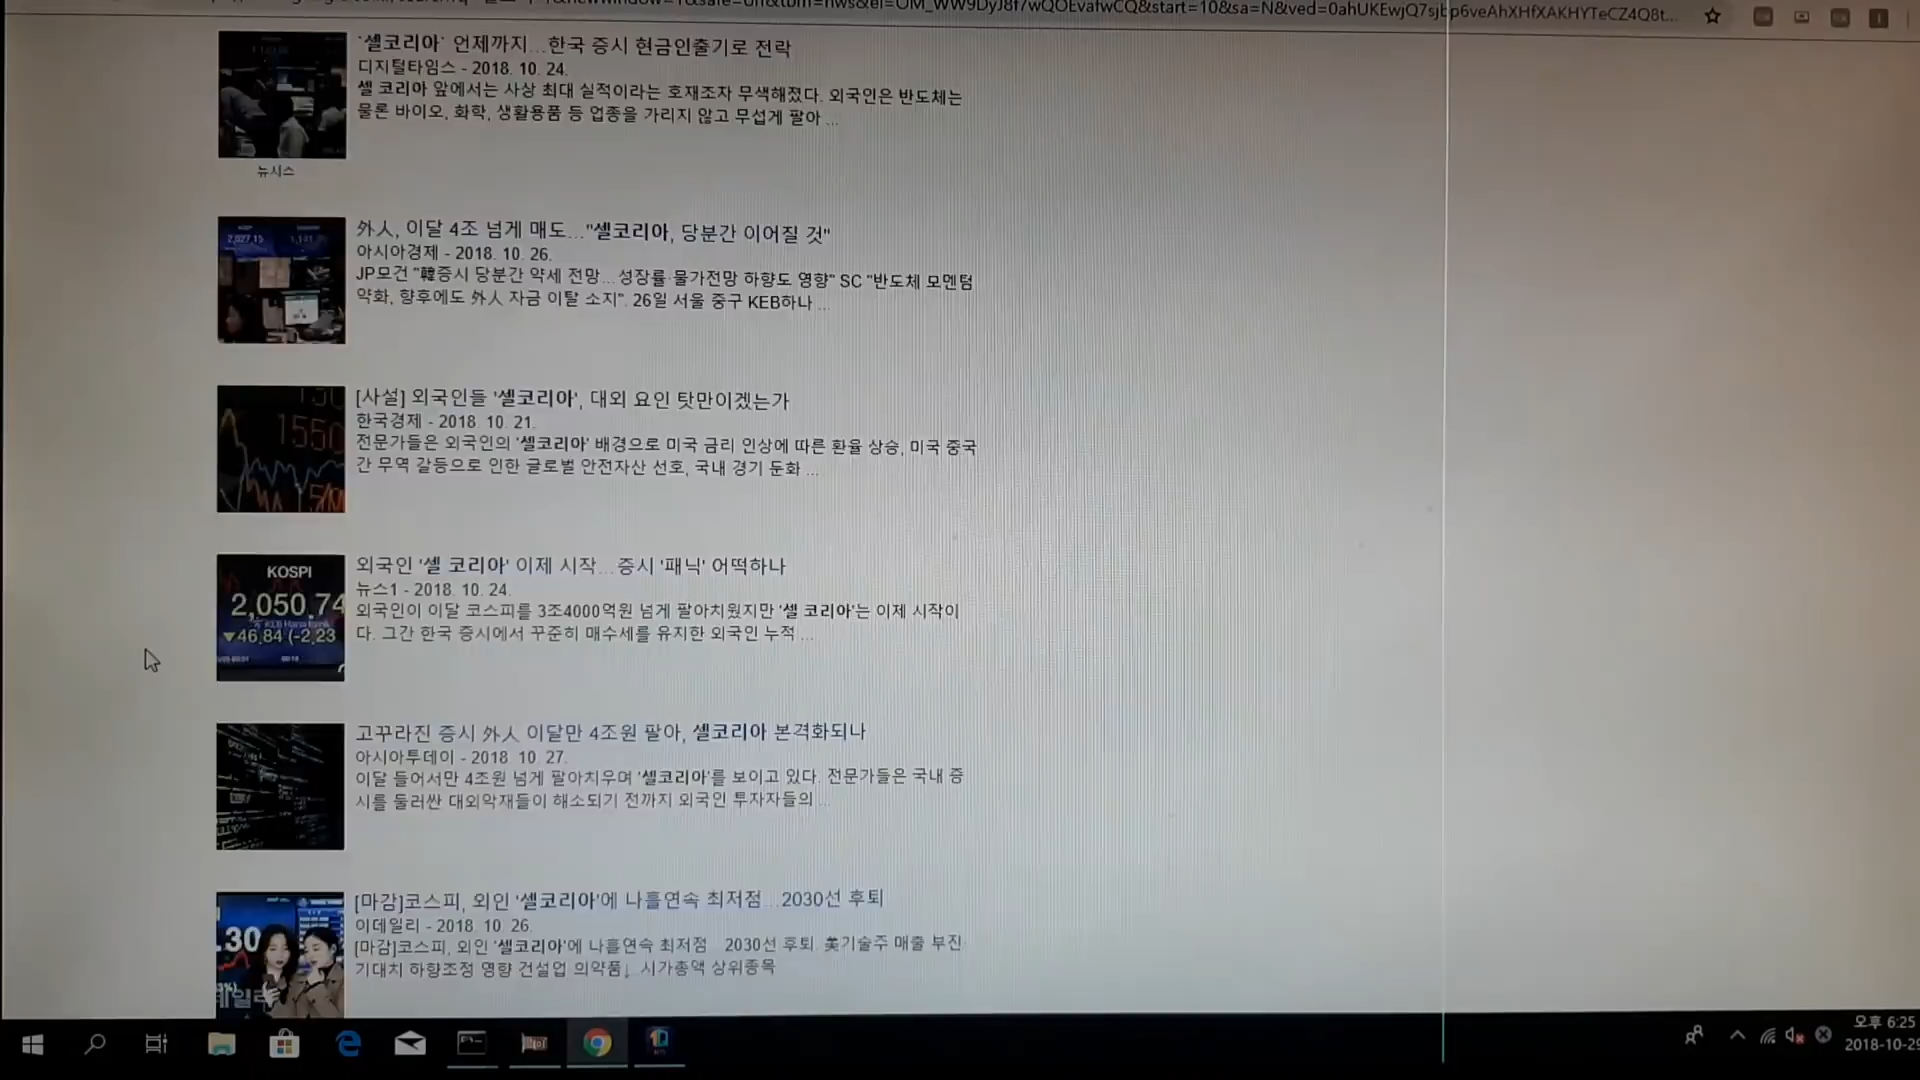 `셀코리아` 언제까지...한국 증시 현금인출기로 전락
디지털타임스 - 2018. 10. 24.
셀 코리아 앞에서는 사상 최대 실적이라는 호재조차 무색해졌다. 외국인은 반도체는
물론 바이오, 화학, 생활용품 등 업종을 가리지 않고 무섭게 팔아 ...
뉴시스
外人, 이달 4조 넘게 매도..."셀코리아, 당분간 이어질 것"
아시아경제 - 2018. 10. 26.
JP모건 "韓증시 당분간 약세 전망... 성장률·물가전망 하향도 영향" SC "반도체 모멘텀
약화, 향후에도 外人 자금 이탈 소지". 26일 서울 중구 KEB하나 ...
[사설] 외국인들 '셀코리아', 대외 요인 탓만이겠는가
한국경제 - 2018. 10. 21.
전문가들은 외국인의 '셀코리아' 배경으로 미국 금리 인상에 따른 환율 상승, 미국 중국
간 무역 갈등으로 인한 글로벌 안전자산 선호, 국내 경기 둔화 ...
1550
외국인 '셀 코리아' 이제 시작...증시 '패닉' 어떡하나
뉴스1 - 2018. 10. 24.
외국인이 이달 코스피를 3조4000억원 넘게 팔아치웠지만 '셀 코리아'는 이제 시작이
다. 그간 한국 증시에서 꾸준히 매수세를 유지한 외국인 누적 ...
KOSPI
2,050.74
▼46.84 (-2,23
고꾸라진 증시 外人 이달만 4조원 팔아, 셀코리아 본격화되나
아시아투데이 - 2018. 10. 27.
이달 들어서만 4조원 넘게 팔아치우며 '셀코리아'를 보이고 있다. 전문가들은 국내 증
시를 둘러싼 대외악재들이 해소되기 전까지 외국인 투자자들의 ...
[마감]코스피, 외인 '셀코리아'에 나흘연속 최저점...2030선 후퇴
이데일리 - 2018. 10. 26.
[마감]코스피, 외인 '셀코리아'에 나흘연속 최저점...2030선 후퇴. 美기술주 매출 부진·
기대치 하향조정 영향 건설업 의약품↓ 시가총액 상위종목
.30
오후 6:25
2018-10-29